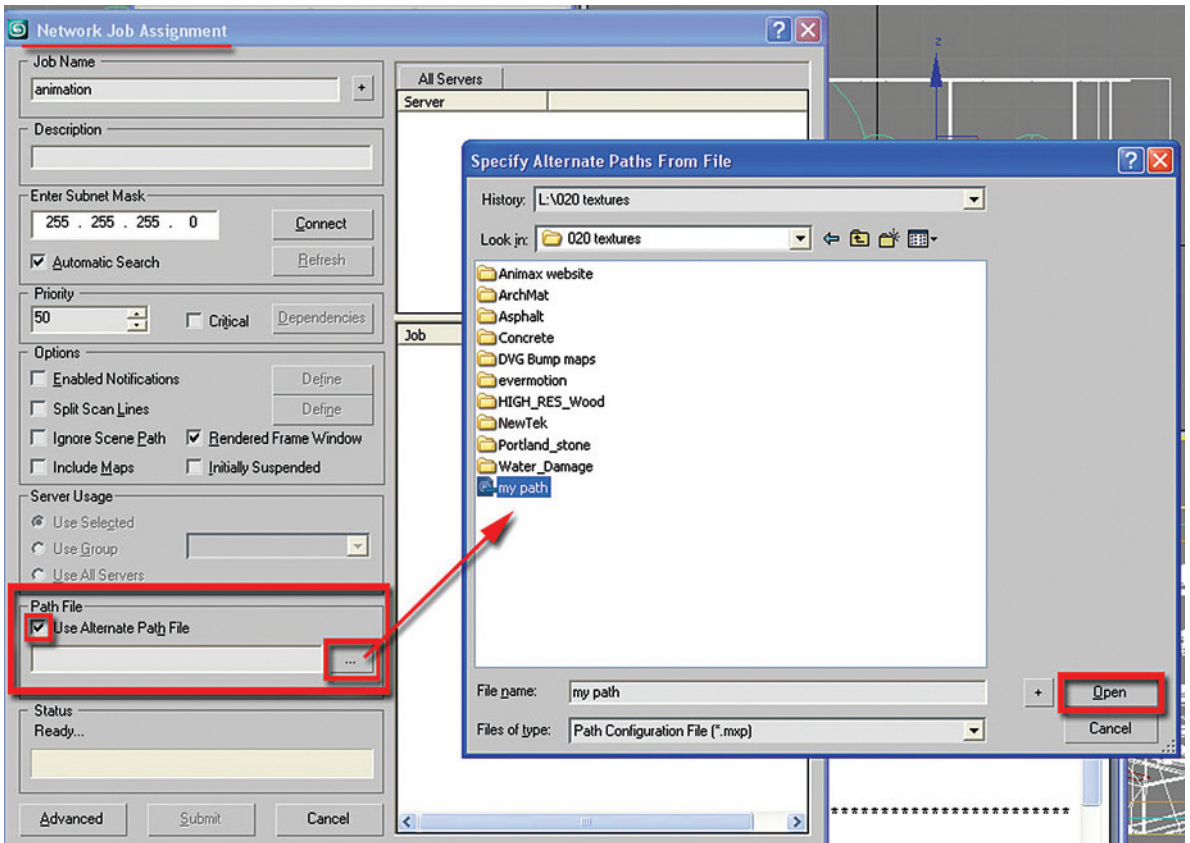 Network Job Assignment
Job Name
animation
+
Description
Enter Subnet Mask
255 . 255 . 255 . 0
Connect
Automatic Search
Refresh
Priority
50
Critical
Dependencies
Options
Enabled Notifications
Define
Split Scan Lines
Define
Ignore Scene Path
Rendered Frame Window
Include Maps
Initially Suspended
Server Usage
Use Selected
Use Group
Use All Servers
Path File
Use Alternate Path File
...
Status
Ready...
Advanced
Submit
Cancel
All Servers
Server
Job
Specify Alternate Paths From File
History:
L:\020 textures
Look in:
020 textures
Animax website
ArchMat
Asphalt
Concrete
DVG Bump maps
evermotion
HIGH_RES_Wood
NewTek
Portland_stone
Water_Damage
my path
File name:
my path
+
Open
Files of type:
Path Configuration File (*.mxp)
Cancel
z
************************